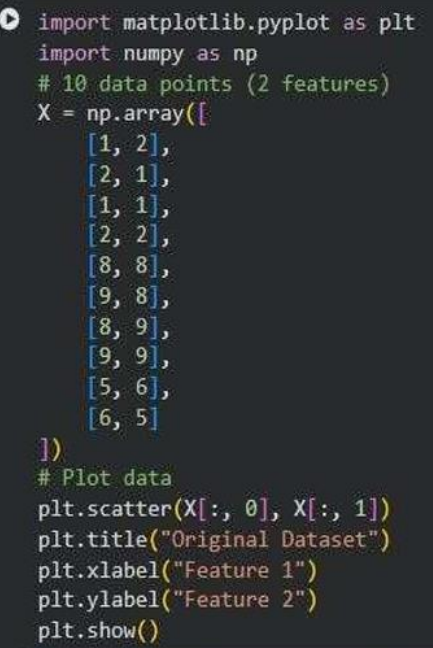 import matplotlib.pyplot as plt
import numpy as np
# 10 data points (2 features)
X = np.array([
    [1, 2],
    [2, 1],
    [1, 1],
    [2, 2],
    [8, 8],
    [9, 8],
    [8, 9],
    [9, 9],
    [5, 6],
    [6, 5]
])
# Plot data
plt.scatter(X[:, 0], X[:, 1])
plt.title("Original Dataset")
plt.xlabel("Feature 1")
plt.ylabel("Feature 2")
plt.show()